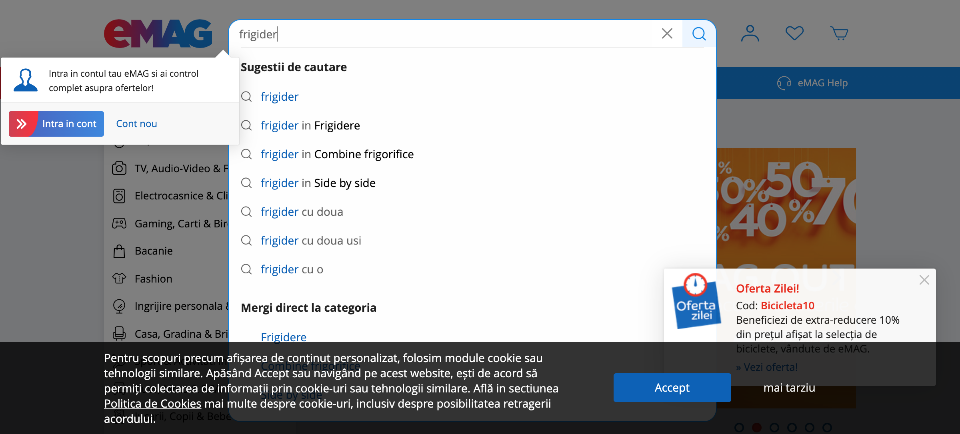 eMAG
frigider
Intra in contul tau eMAG si ai control
complet asupra ofertelor!
Intra in cont
Cont nou
Sugestii de cautare
frigider
frigider in Frigidere
frigider in Combine frigorifice
frigider in Side by side
frigider cu doua
frigider cu doua usi
frigider cu o
Mergi direct la categoria
Frigidere
eMAG Help
TV, Audio-Video & F
Electrocasnice & Cli
Gaming, Carti & Bir
Bacanie
Fashion
Ingrijire personala &
Casa, Gradina & Bri
50%
50
70
40%
Oferta
zilei
Oferta Zilei!
Cod: Bicicleta10
Beneficiezi de extra-reducere 10%
din prețul afișat la selecția de
biciclete, vândute de eMAG.
» Vezi oferta!
Pentru scopuri precum afișarea de conținut personalizat, folosim module cookie sau
tehnologii similare. Apăsând Accept sau navigând pe acest website, ești de acord să
permiți colectarea de informații prin cookie-uri sau tehnologii similare. Află in sectiunea
Politica de Cookies mai multe despre cookie-uri, inclusiv despre posibilitatea retragerii
acordului.
Accept
mai tarziu